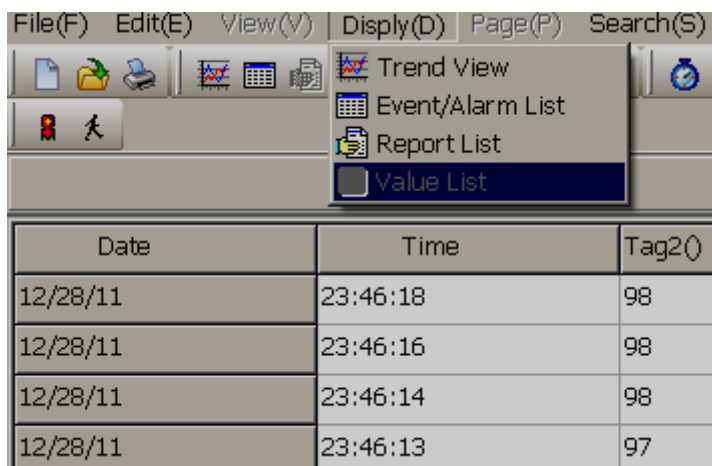 File(F) Edit(E) View(V) Disply(D) Page(P) Search(S)
Trend View
Event/Alarm List
Report List
Value List
Date Time Tag2()
12/28/11 23:46:18 98
12/28/11 23:46:16 98
12/28/11 23:46:14 98
12/28/11 23:46:13 97